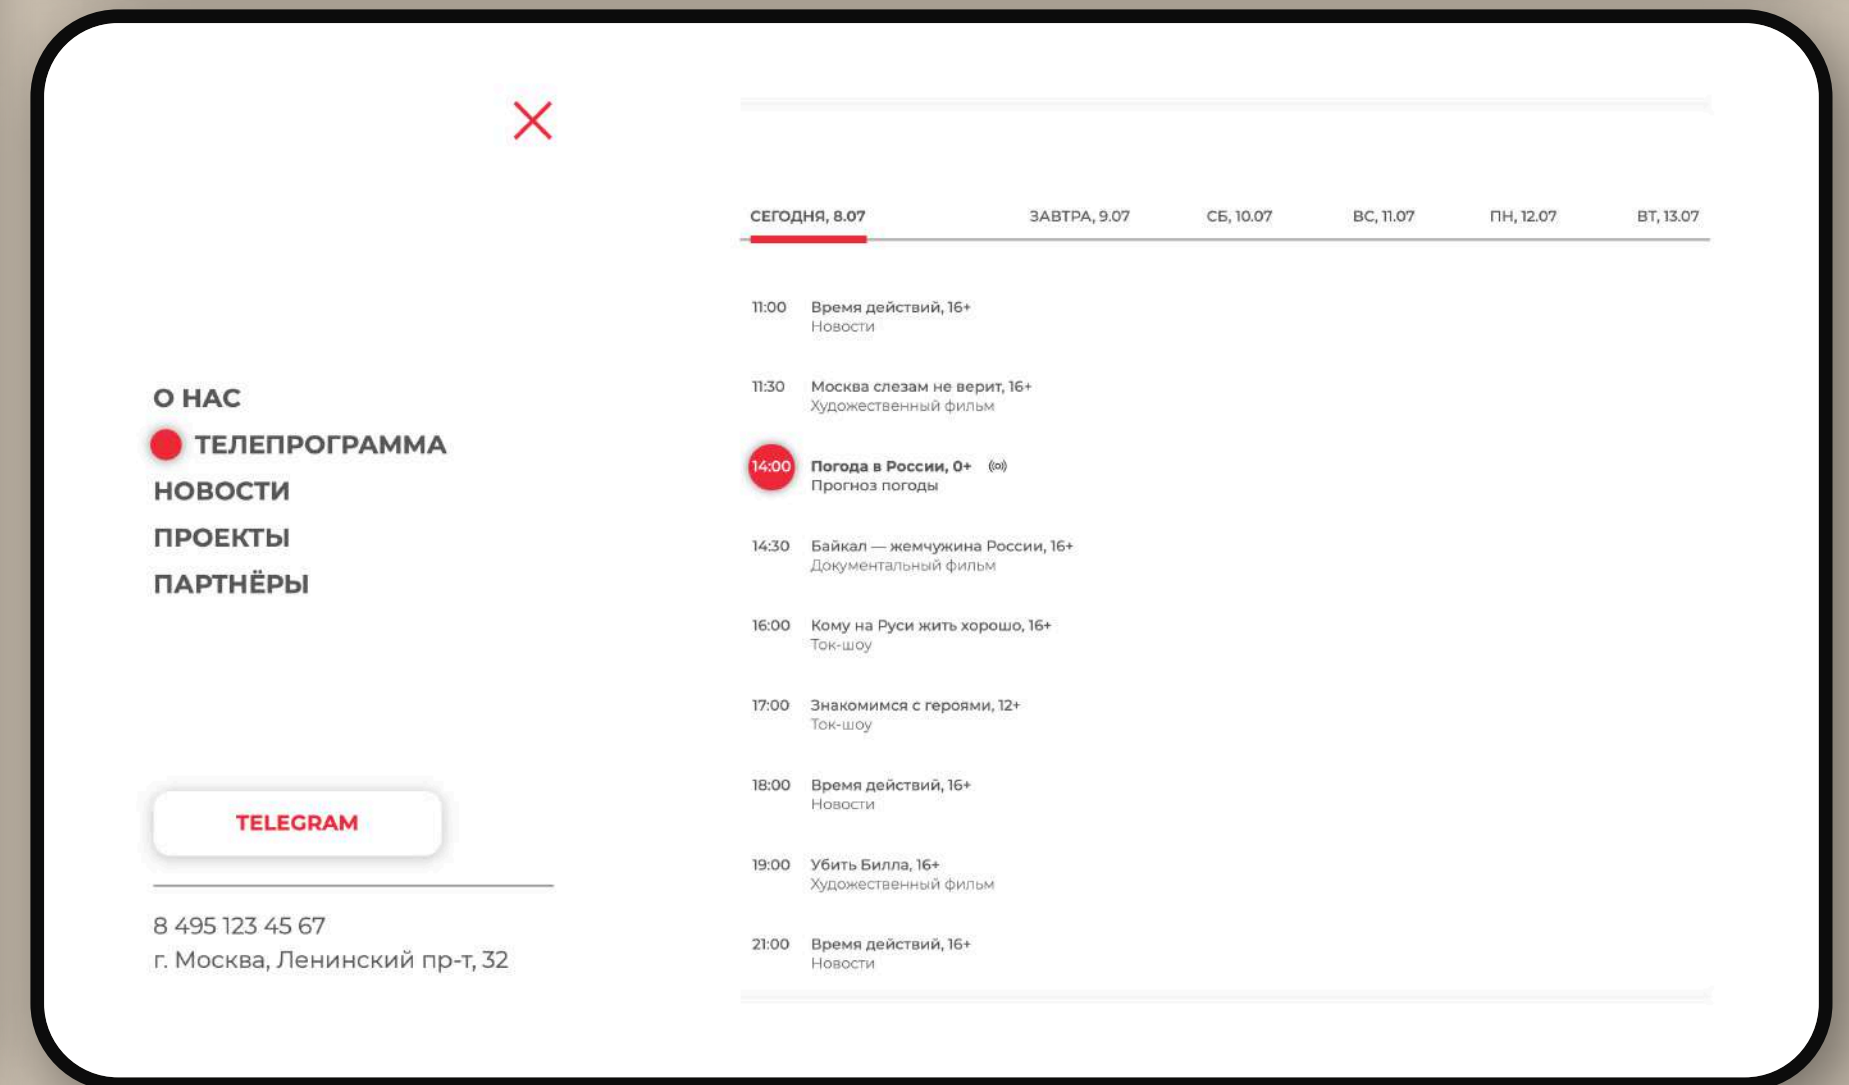 О НАС
ТЕЛЕПРОГРАММА
НОВОСТИ
ПРОЕКТЫ
ПАРТНЁРЫ
TELEGRAM
8 495 123 45 67
г. Москва, Ленинский пр-т, 32
СЕГОДНЯ, 8.07 ЗАВТРА, 9.07 СБ, 10.07 ВС, 11.07 ПН, 12.07 ВТ, 13.07
11:00 Время действий, 16+
Новости
11:30 Москва слезам не верит, 16+
Художественный фильм
14:00 Погода в России, 0+
Прогноз погоды
14:30 Байкал — жемчужина России, 16+
Документальный фильм
16:00 Кому на Руси жить хорошо, 16+
Ток-шоу
17:00 Знакомимся с героями, 12+
Ток-шоу
18:00 Время действий, 16+
Новости
19:00 Убить Билла, 16+
Художественный фильм
21:00 Время действий, 16+
Новости